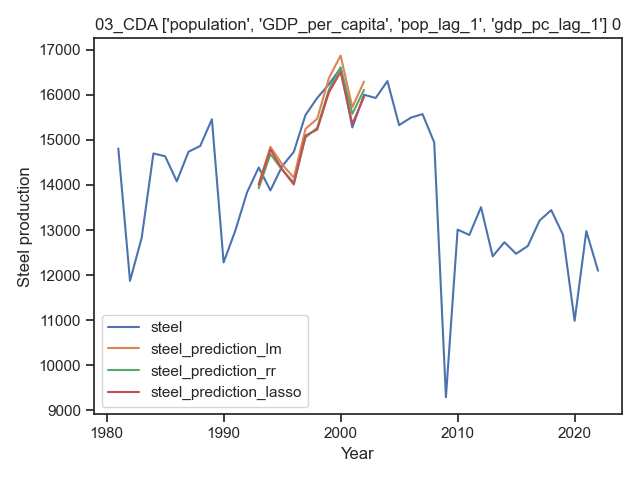 03_CDA ['population', 'GDP_per_capita', 'pop_lag_1', 'gdp_pc_lag_1'] 0
17000
16000
15000
14000
13000
12000
11000
10000
9000
Steel production
steel
steel_prediction_lm
steel_prediction_rr
steel_prediction_lasso
1980
1990
2000
2010
2020
Year